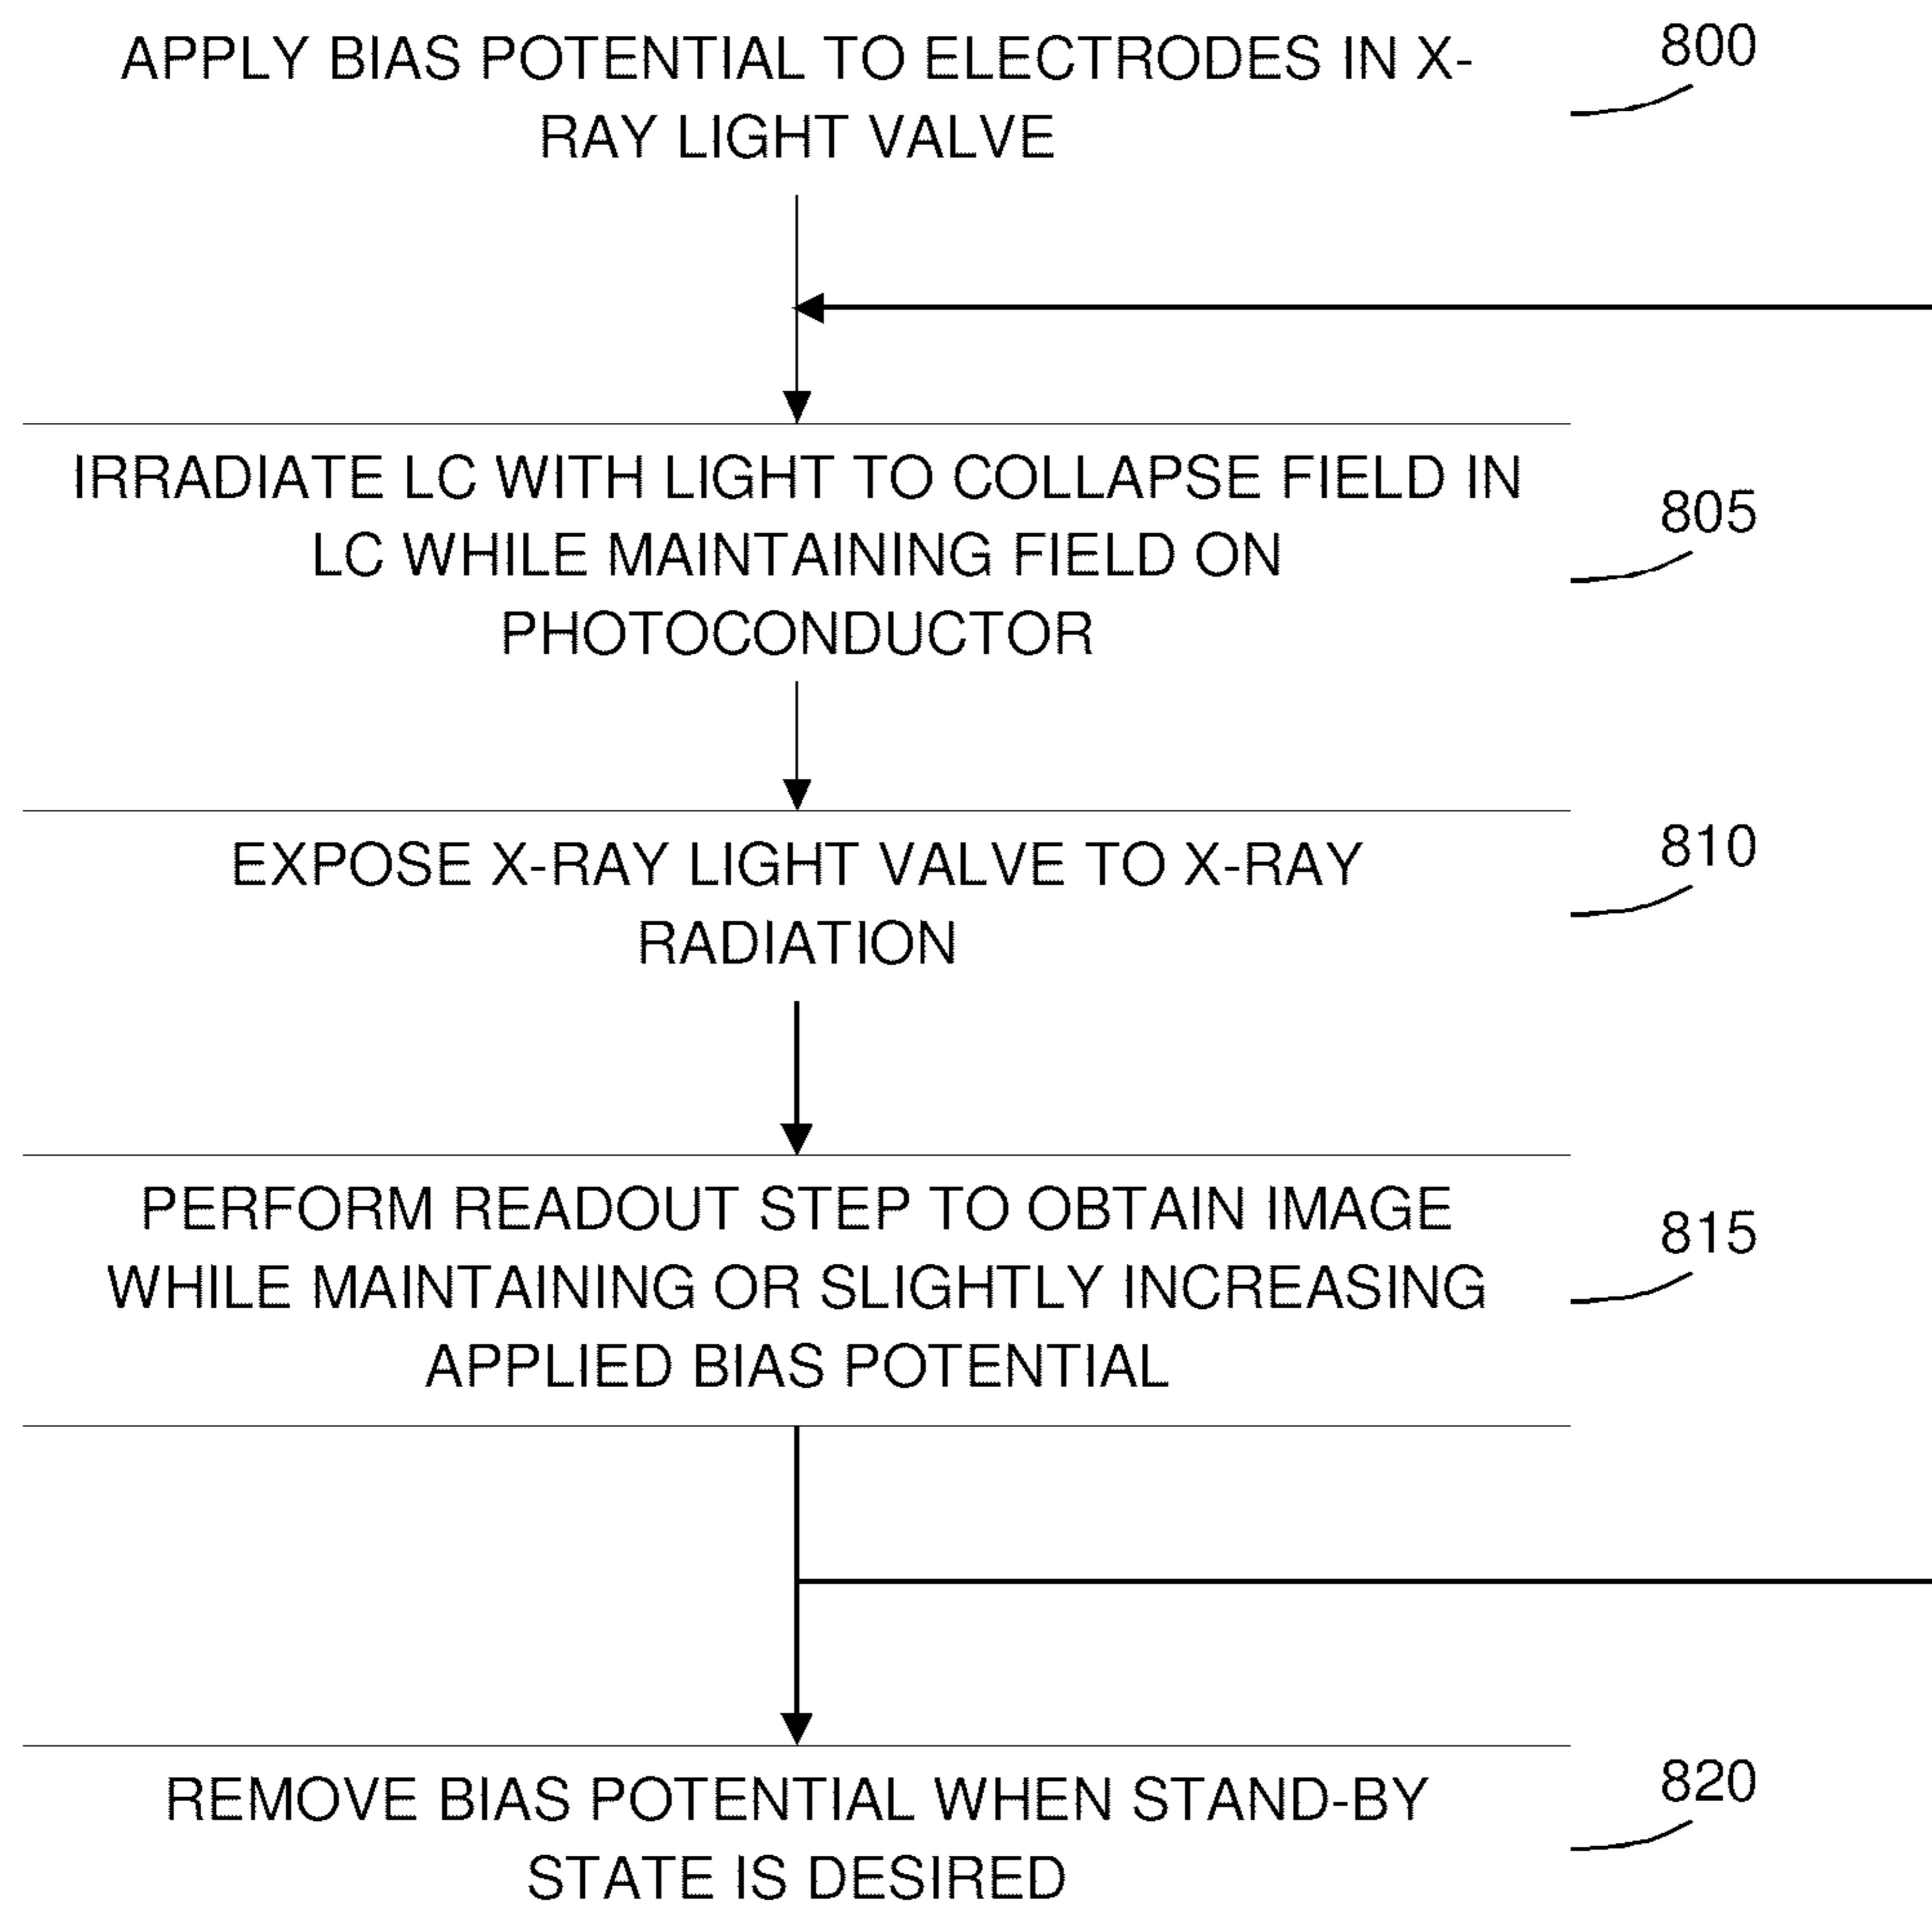 APPLY BIAS POTENTIAL TO ELECTRODES IN X-
RAY LIGHT VALVE
800
IRRADIATE LC WITH LIGHT TO COLLAPSE FIELD IN
LC WHILE MAINTAINING FIELD ON
PHOTOCONDUCTOR
805
EXPOSE X-RAY LIGHT VALVE TO X-RAY
RADIATION
810
PERFORM READOUT STEP TO OBTAIN IMAGE
WHILE MAINTAINING OR SLIGHTLY INCREASING
APPLIED BIAS POTENTIAL
815
REMOVE BIAS POTENTIAL WHEN STAND-BY
STATE IS DESIRED
820